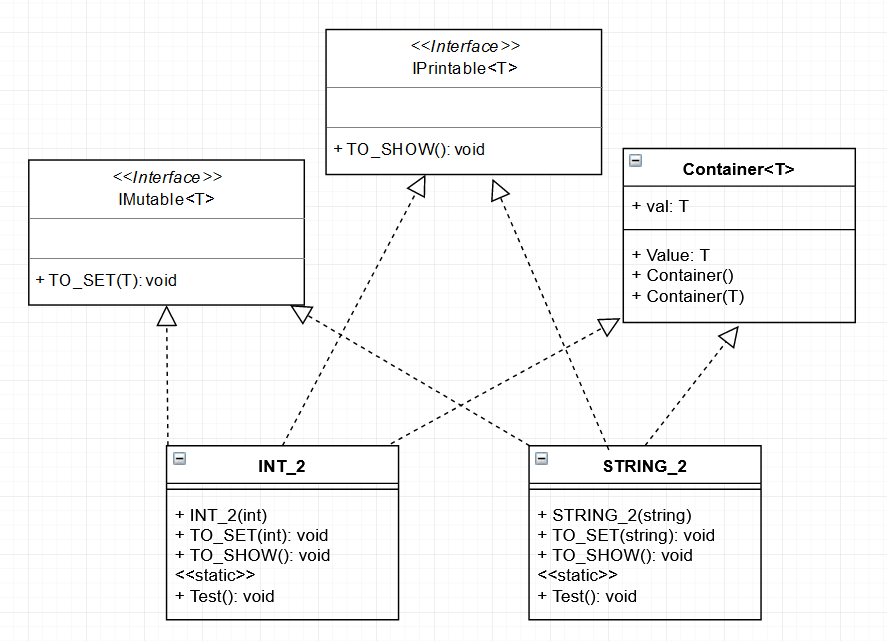 <<Interface>>
IPrintable<T>
+ TO_SHOW(): void
<<Interface>>
IMutable<T>
+ TO_SET(T): void
Container<T>
+ val: T
+ Value: T
+ Container()
+ Container(T)
INT_2
+ INT_2(int)
+ TO_SET(int): void
+ TO_SHOW(): void
<<static>>
+ Test(): void
STRING_2
+ STRING_2(string)
+ TO_SET(string): void
+ TO_SHOW(): void
<<static>>
+ Test(): void